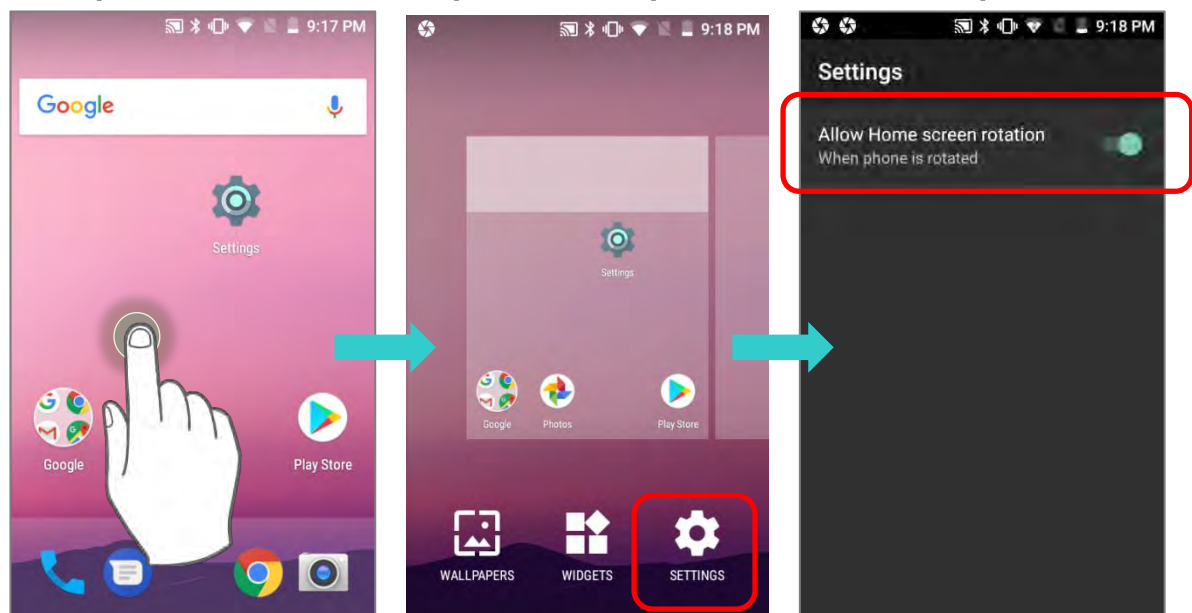 9:17 PM
Google
Settings
Google
Play Store
9:18 PM
Settings
Google
Photos
Play Store
WALLPAPERS
WIDGETS
SETTINGS
9:18 PM
Settings
Allow Home screen rotation
When phone is rotated